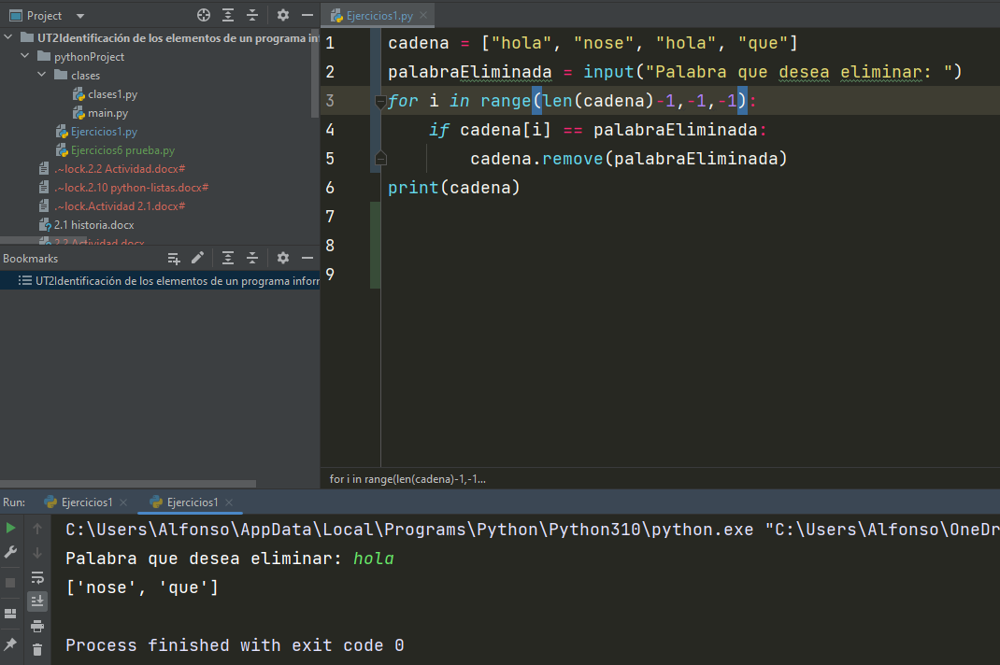 Project
UT2Identificación de los elementos de un programa in
pythonProject
clases
clases1.py
main.py
Ejercicios1.py
Ejercicios6 prueba.py
.~lock.2.2 Actividad.docx#
.~lock.2.10 python-listas.docx#
.~lock.Actividad 2.1.docx#
2.1 historia.docx
2.2 Actividad.docx
Bookmarks
UT2Identificación de los elementos de un programa inforr
Ejercicios1.py
1 cadena = ["hola", "nose", "hola", "que"]
2 palabraEliminada = input("Palabra que desea eliminar: ")
3 for i in range(len(cadena)-1,-1,-1):
4 if cadena[i] == palabraEliminada:
5 cadena.remove(palabraEliminada)
6 print(cadena)
7
8
9
for i in range(len(cadena)-1,-1...
Run: Ejercicios1 Ejercicios1
C:\Users\Alfonso\AppData\Local\Programs\Python\Python310\python.exe "C:\Users\Alfonso\OneDr
Palabra que desea eliminar: hola
['nose', 'que']
Process finished with exit code 0